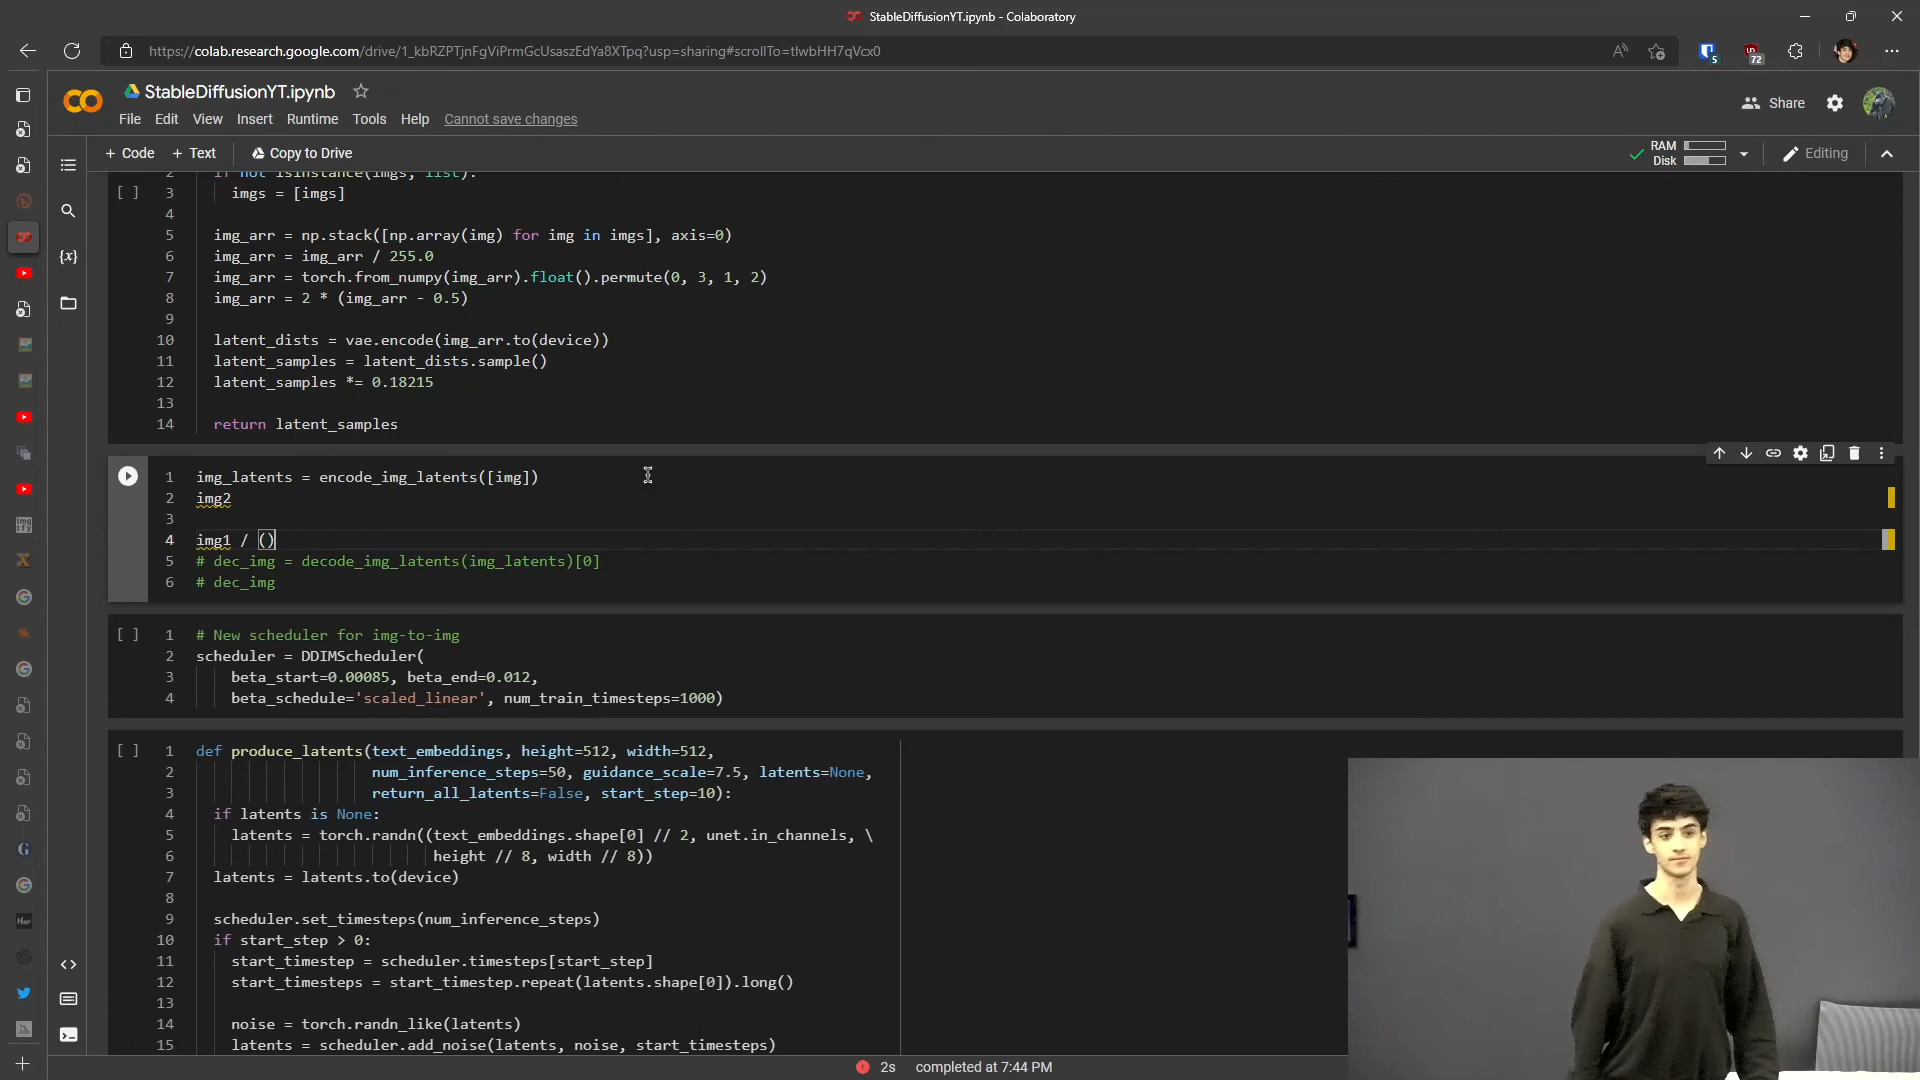 StableDiffusionYT.ipynb - Colaboratory
https://colab.research.google.com/drive/1_kbRZPTjnFgViPrmGcUsaszEdYa8XTpq?usp=sharing#scrollTo=tlwbHH7qVcx0
5
72
StableDiffusionYT.ipynb
File Edit View Insert Runtime Tools Help Cannot save changes
Share
+ Code + Text Copy to Drive
RAM
Disk
Editing
2 if not isinstance(imgs, list):
[ ] 3 imgs = [imgs]
4
5 img_arr = np.stack([np.array(img) for img in imgs], axis=0)
6 img_arr = img_arr / 255.0
7 img_arr = torch.from_numpy(img_arr).float().permute(0, 3, 1, 2)
8 img_arr = 2 * (img_arr - 0.5)
9
10 latent_dists = vae.encode(img_arr.to(device))
11 latent_samples = latent_dists.sample()
12 latent_samples *= 0.18215
13
14 return latent_samples
1 img_latents = encode_img_latents([img])
2 img2
3
4 img1 / ()
5 # dec_img = decode_img_latents(img_latents)[0]
6 # dec_img
[ ] 1 # New scheduler for img-to-img
2 scheduler = DDIMScheduler(
3 beta_start=0.00085, beta_end=0.012,
4 beta_schedule='scaled_linear', num_train_timesteps=1000)
[ ] 1 def produce_latents(text_embeddings, height=512, width=512,
2 num_inference_steps=50, guidance_scale=7.5, latents=None,
3 return_all_latents=False, start_step=10):
4 if latents is None:
5 latents = torch.randn((text_embeddings.shape[0] // 2, unet.in_channels, \
6 height // 8, width // 8))
7 latents = latents.to(device)
8
9 scheduler.set_timesteps(num_inference_steps)
10 if start_step > 0:
11 start_timestep = scheduler.timesteps[start_step]
12 start_timesteps = start_timestep.repeat(latents.shape[0]).long()
13
14 noise = torch.randn_like(latents)
15 latents = scheduler.add_noise(latents, noise, start_timesteps)
2s completed at 7:44 PM